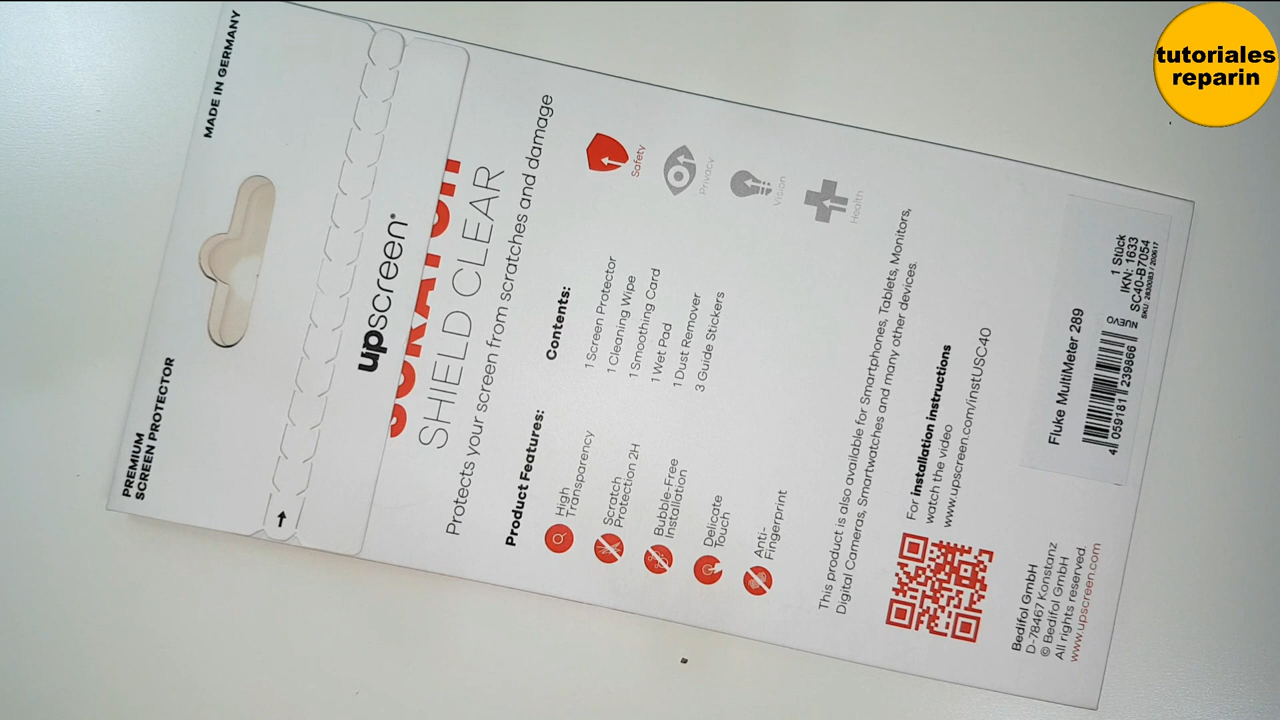 tutoriales
reparin
MADE IN GERMANY
PREMIUM
SCREEN PROTECTOR
upscreen®
SHIELD CLEAR
Protects your screen from scratches and damage
Product Features:
High
Transparency
Scratch
Protection 2H
Bubble-Free
Installation
Delicate
Touch
Anti-
Fingerprint
Contents:
1 Screen Protector
1 Cleaning Wipe
1 Smoothing Card
1 Wet Pad
1 Dust Remover
3 Guide Stickers
Safety
Privacy
Vision
Health
This product is also available for Smartphones, Tablets, Monitors,
Digital Cameras, Smartwatches and many other devices.
For installation instructions
watch the video
www.upscreen.com/instUSC40
Bedifol GmbH
D-78467 Konstanz
© Bedifol GmbH
All rights reserved.
www.upscreen.com
Fluke MultiMeter 289
4 059181 239866
NUEVO
1 Stück
IKN: 1633
SC40-B7054
SKU: 2830083 / 200617